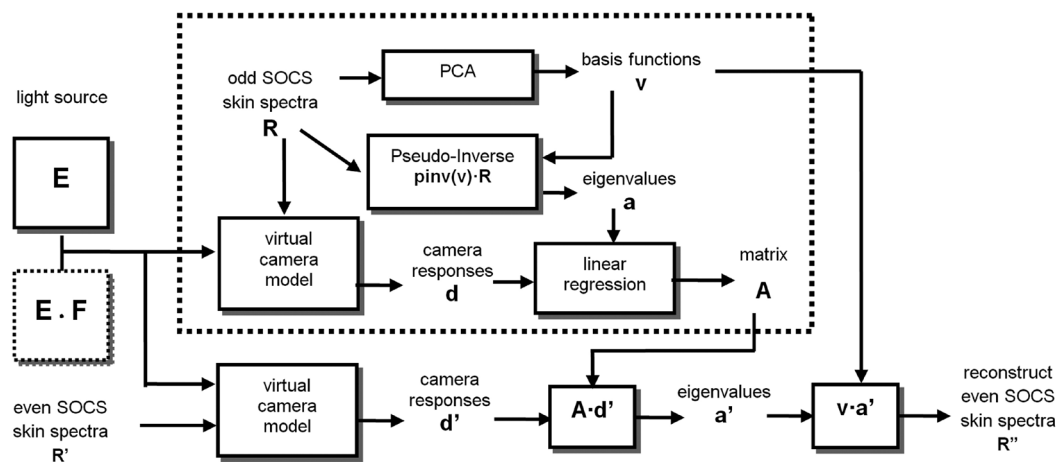 light source
E
E . F
odd SOCS
skin spectra
R
PCA
basis functions
v
Pseudo-Inverse
pinv(v)·R
eigenvalues
a
virtual
camera
model
camera
responses
d
linear
regression
matrix
A
even SOCS
skin spectra
R'
virtual
camera
model
camera
responses
d'
A·d'
eigenvalues
a'
v·a'
reconstruct
even SOCS
skin spectra
R"